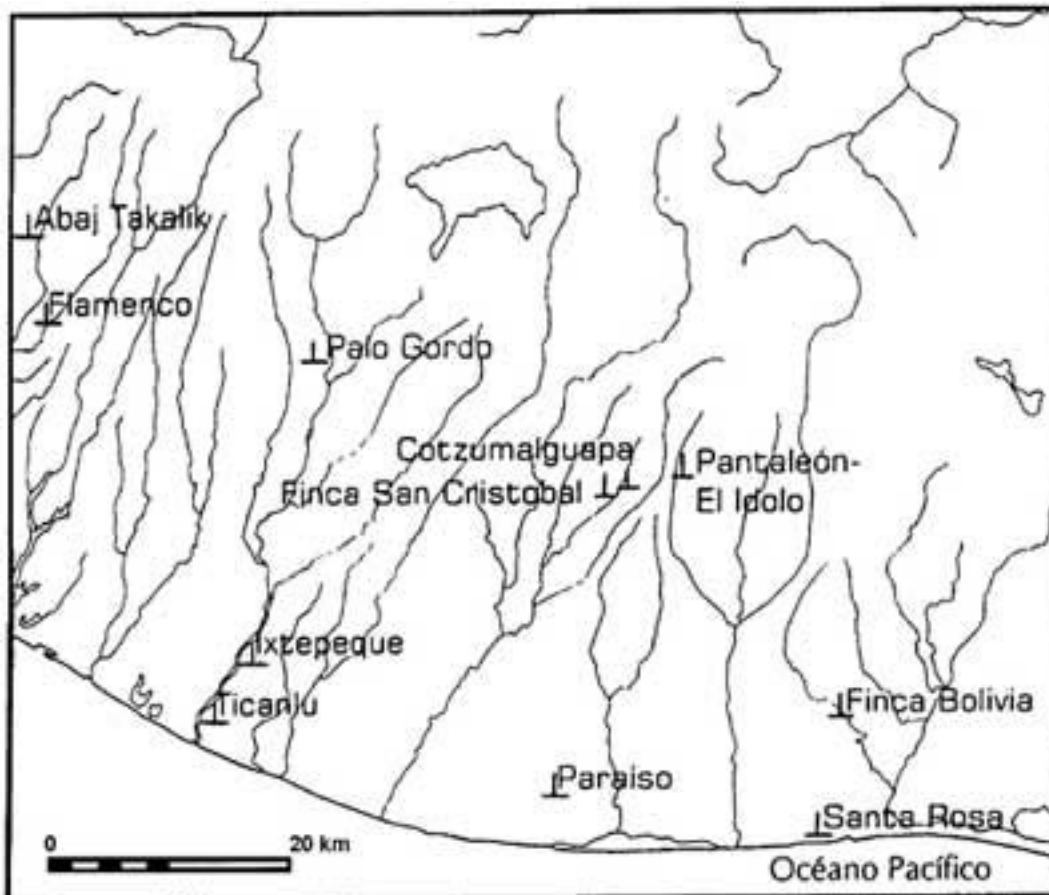 Abaj Takalik
Flamenco
Palo Gordo
Cotzumalguapa
Finca San Cristobal
Pantaleón-
El Idolo
Ixtepeque
Ticanlu
Finca Bolivia
Paraiso
Santa Rosa
0 20 km
Océano Pacífico